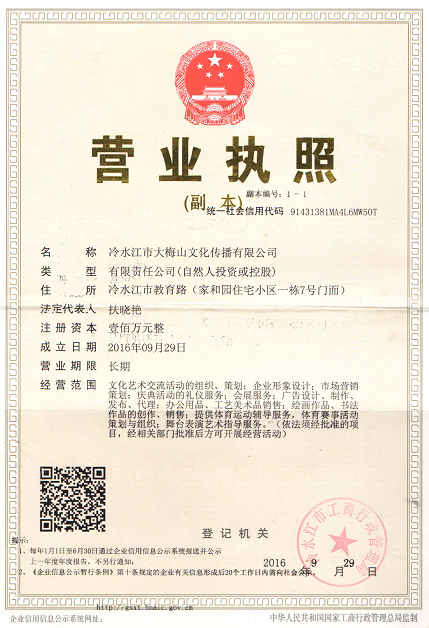 营业执照
(副 本)
副本编号：1-1
统一社会信用代码 91431381MA4L6MW50T
名 称 冷水江市大梅山文化传播有限公司
类 型 有限责任公司(自然人投资或控股)
住 所 冷水江市教育路（家和园住宅小区一栋7号门面）
法定代表人 扶晓艳
注册资本 壹佰万元整
成立日期 2016年09月29日
营业期限 长期
经营范围 文化艺术交流活动的组织、策划；企业形象设计；市场营销
策划；庆典活动的礼仪服务；会展服务；广告设计、制作、
发布、代理；办公用品、工艺美术品销售；绘画作品、书法
作品的创作、销售；提供体育运动辅导服务，体育赛事活动
策划与组织；舞台表演艺术指导服务。（依法须经批准的项
目，经相关部门批准后方可开展经营活动）
登记机关
冷水江市工商行政管理局
2016 年 9 月 29 日
提示：
1、每年1月1日至6月30日通过企业信用信息公示系统报送并公示
上一年度年度报告，不另行通知；
2、《企业信息公示暂行条例》第十条规定的企业有关信息形成后20个工作日内需向社会公示。
http://gsxt.hnaic.gov.cn
企业信用信息公示系统网址：
中华人民共和国国家工商行政管理总局监制